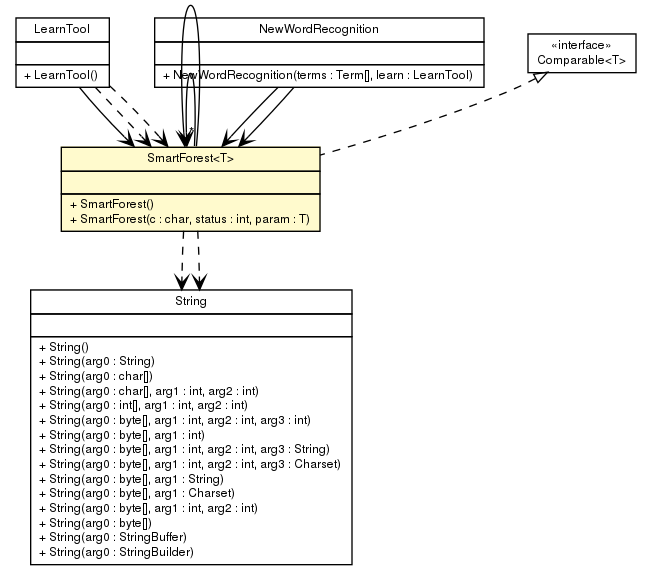 LearnTool
+ LearnTool()
NewWordRecognition
+ NewWordRecognition(terms : Term[], learn : LearnTool)
«interface»
Comparable<T>
*
SmartForest<T>
+ SmartForest()
+ SmartForest(c : char, status : int, param : T)
String
+ String()
+ String(arg0 : String)
+ String(arg0 : char[])
+ String(arg0 : char[], arg1 : int, arg2 : int)
+ String(arg0 : int[], arg1 : int, arg2 : int)
+ String(arg0 : byte[], arg1 : int, arg2 : int, arg3 : int)
+ String(arg0 : byte[], arg1 : int)
+ String(arg0 : byte[], arg1 : int, arg2 : int, arg3 : String)
+ String(arg0 : byte[], arg1 : int, arg2 : int, arg3 : Charset)
+ String(arg0 : byte[], arg1 : String)
+ String(arg0 : byte[], arg1 : Charset)
+ String(arg0 : byte[], arg1 : int, arg2 : int)
+ String(arg0 : byte[])
+ String(arg0 : StringBuffer)
+ String(arg0 : StringBuilder)